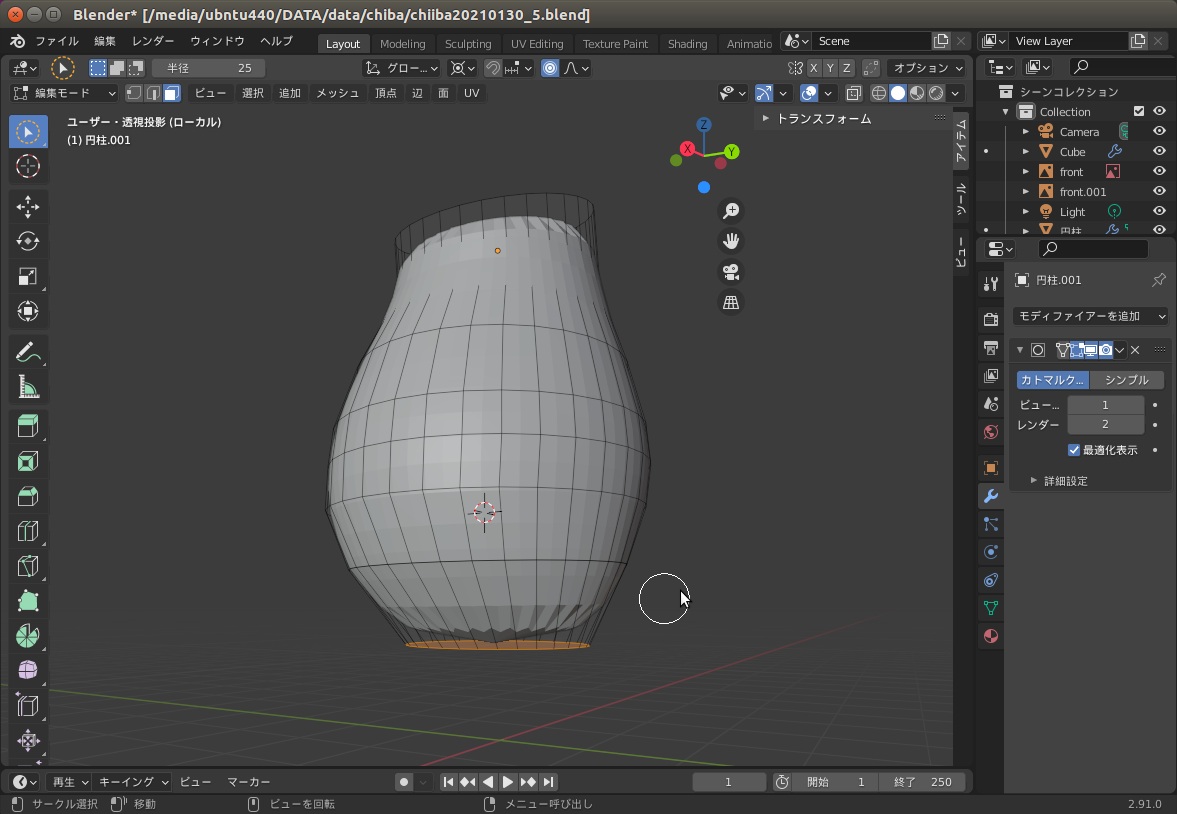 Blender* [/media/ubntu440/DATA/data/chiba/chiiba20210130_5.blend]
ファイル 編集 レンダー ウィンドウ ヘルプ Layout Modeling Sculpting UV Editing Texture Paint Shading Animatio Scene View Layer
半径 25 グロー... X Y Z オプション
編集モード ビュー 選択 追加 メッシュ 頂点 辺 面 UV
シーンコレクション
Collection
Camera
Cube
front
front.001
Light
円柱
ユーザー・透視投影 (ローカル)
(1) 円柱.001
Z
X
Y
トランスフォーム
アイテム
ツール
ビュー
円柱.001
モディファイアーを追加
カトマルク... シンプル
ビュー... 1
レンダー 2
最適化表示
詳細設定
再生 キーイング ビュー マーカー 1 開始 1 終了 250
サークル選択 移動 ビューを回転 メニュー呼び出し 2.91.0